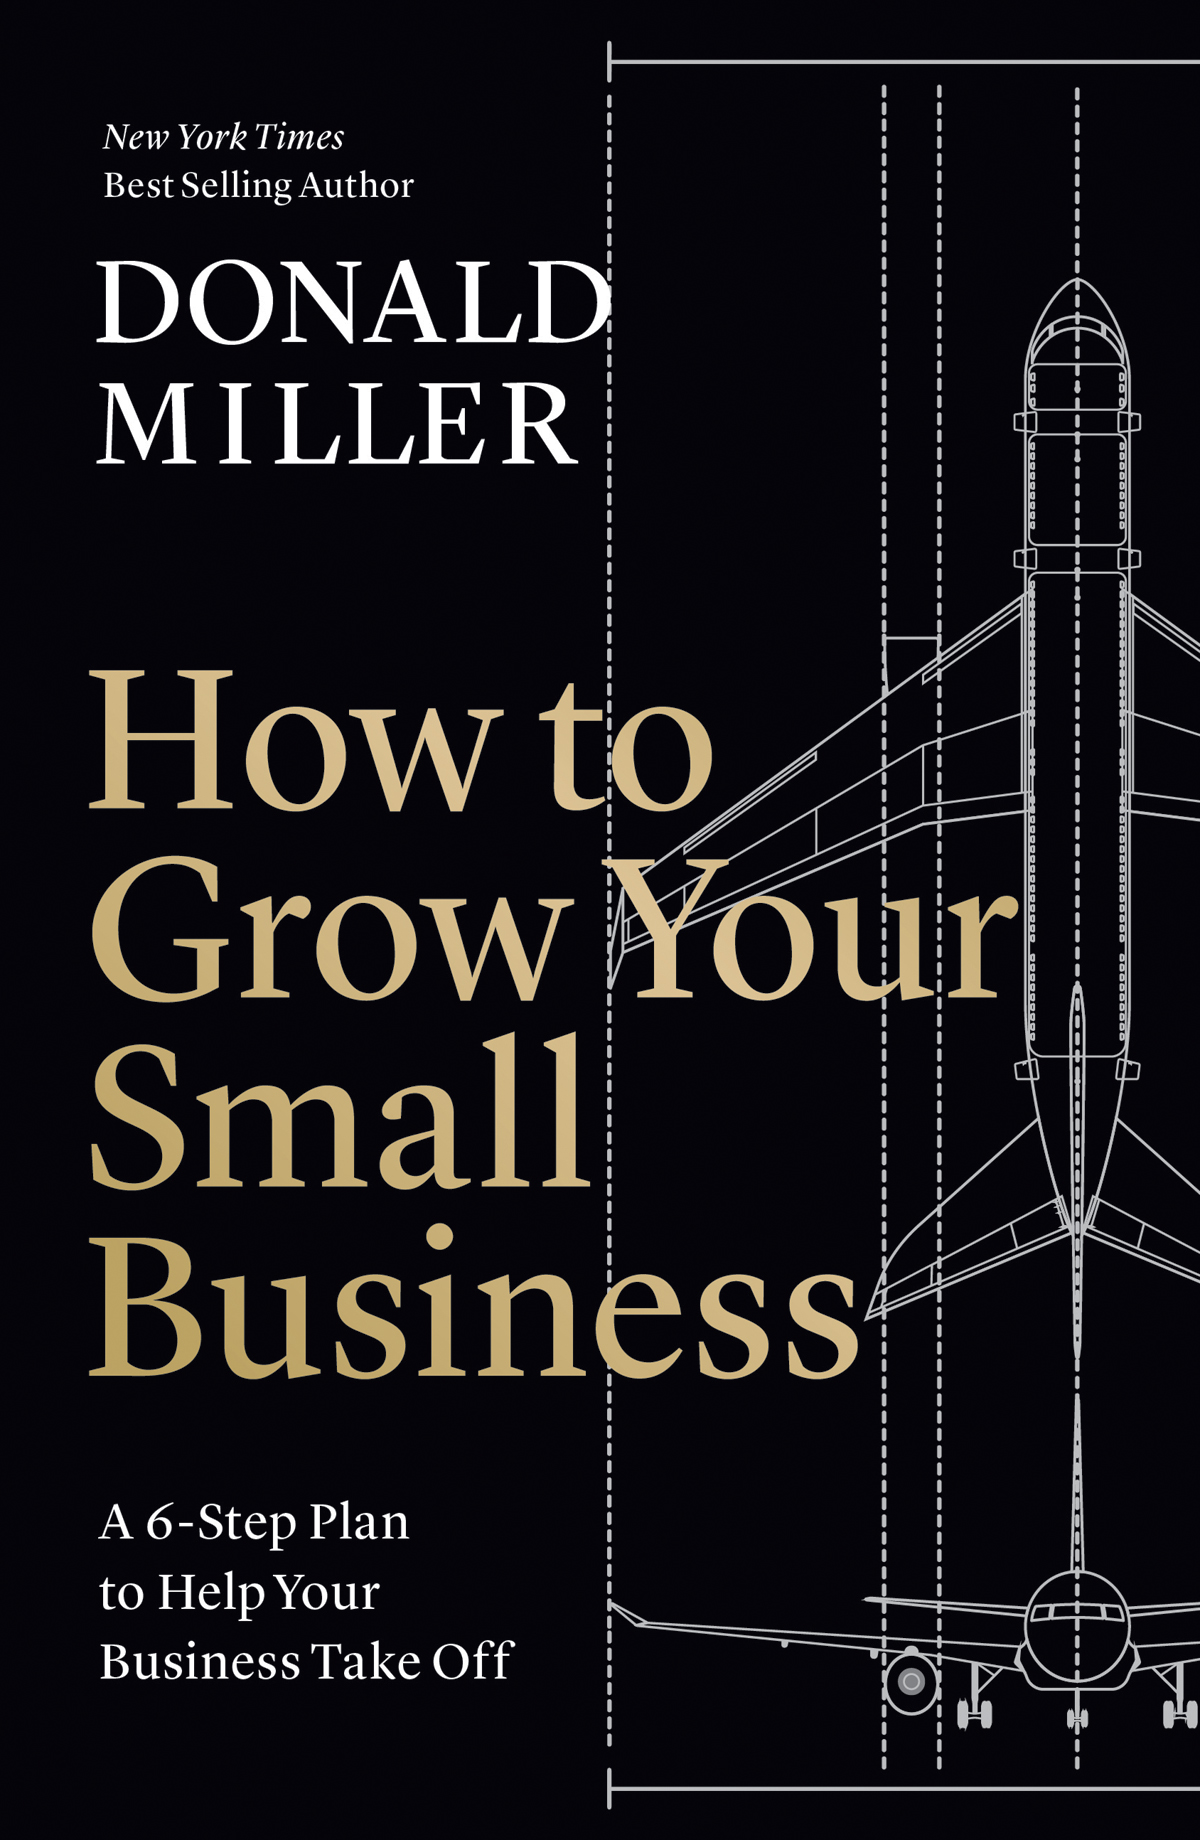 New York Times
Best Selling Author
DONALD
MILLER
How to
Grow Your
Small
Business
A 6-Step Plan
to Help Your
Business Take Off